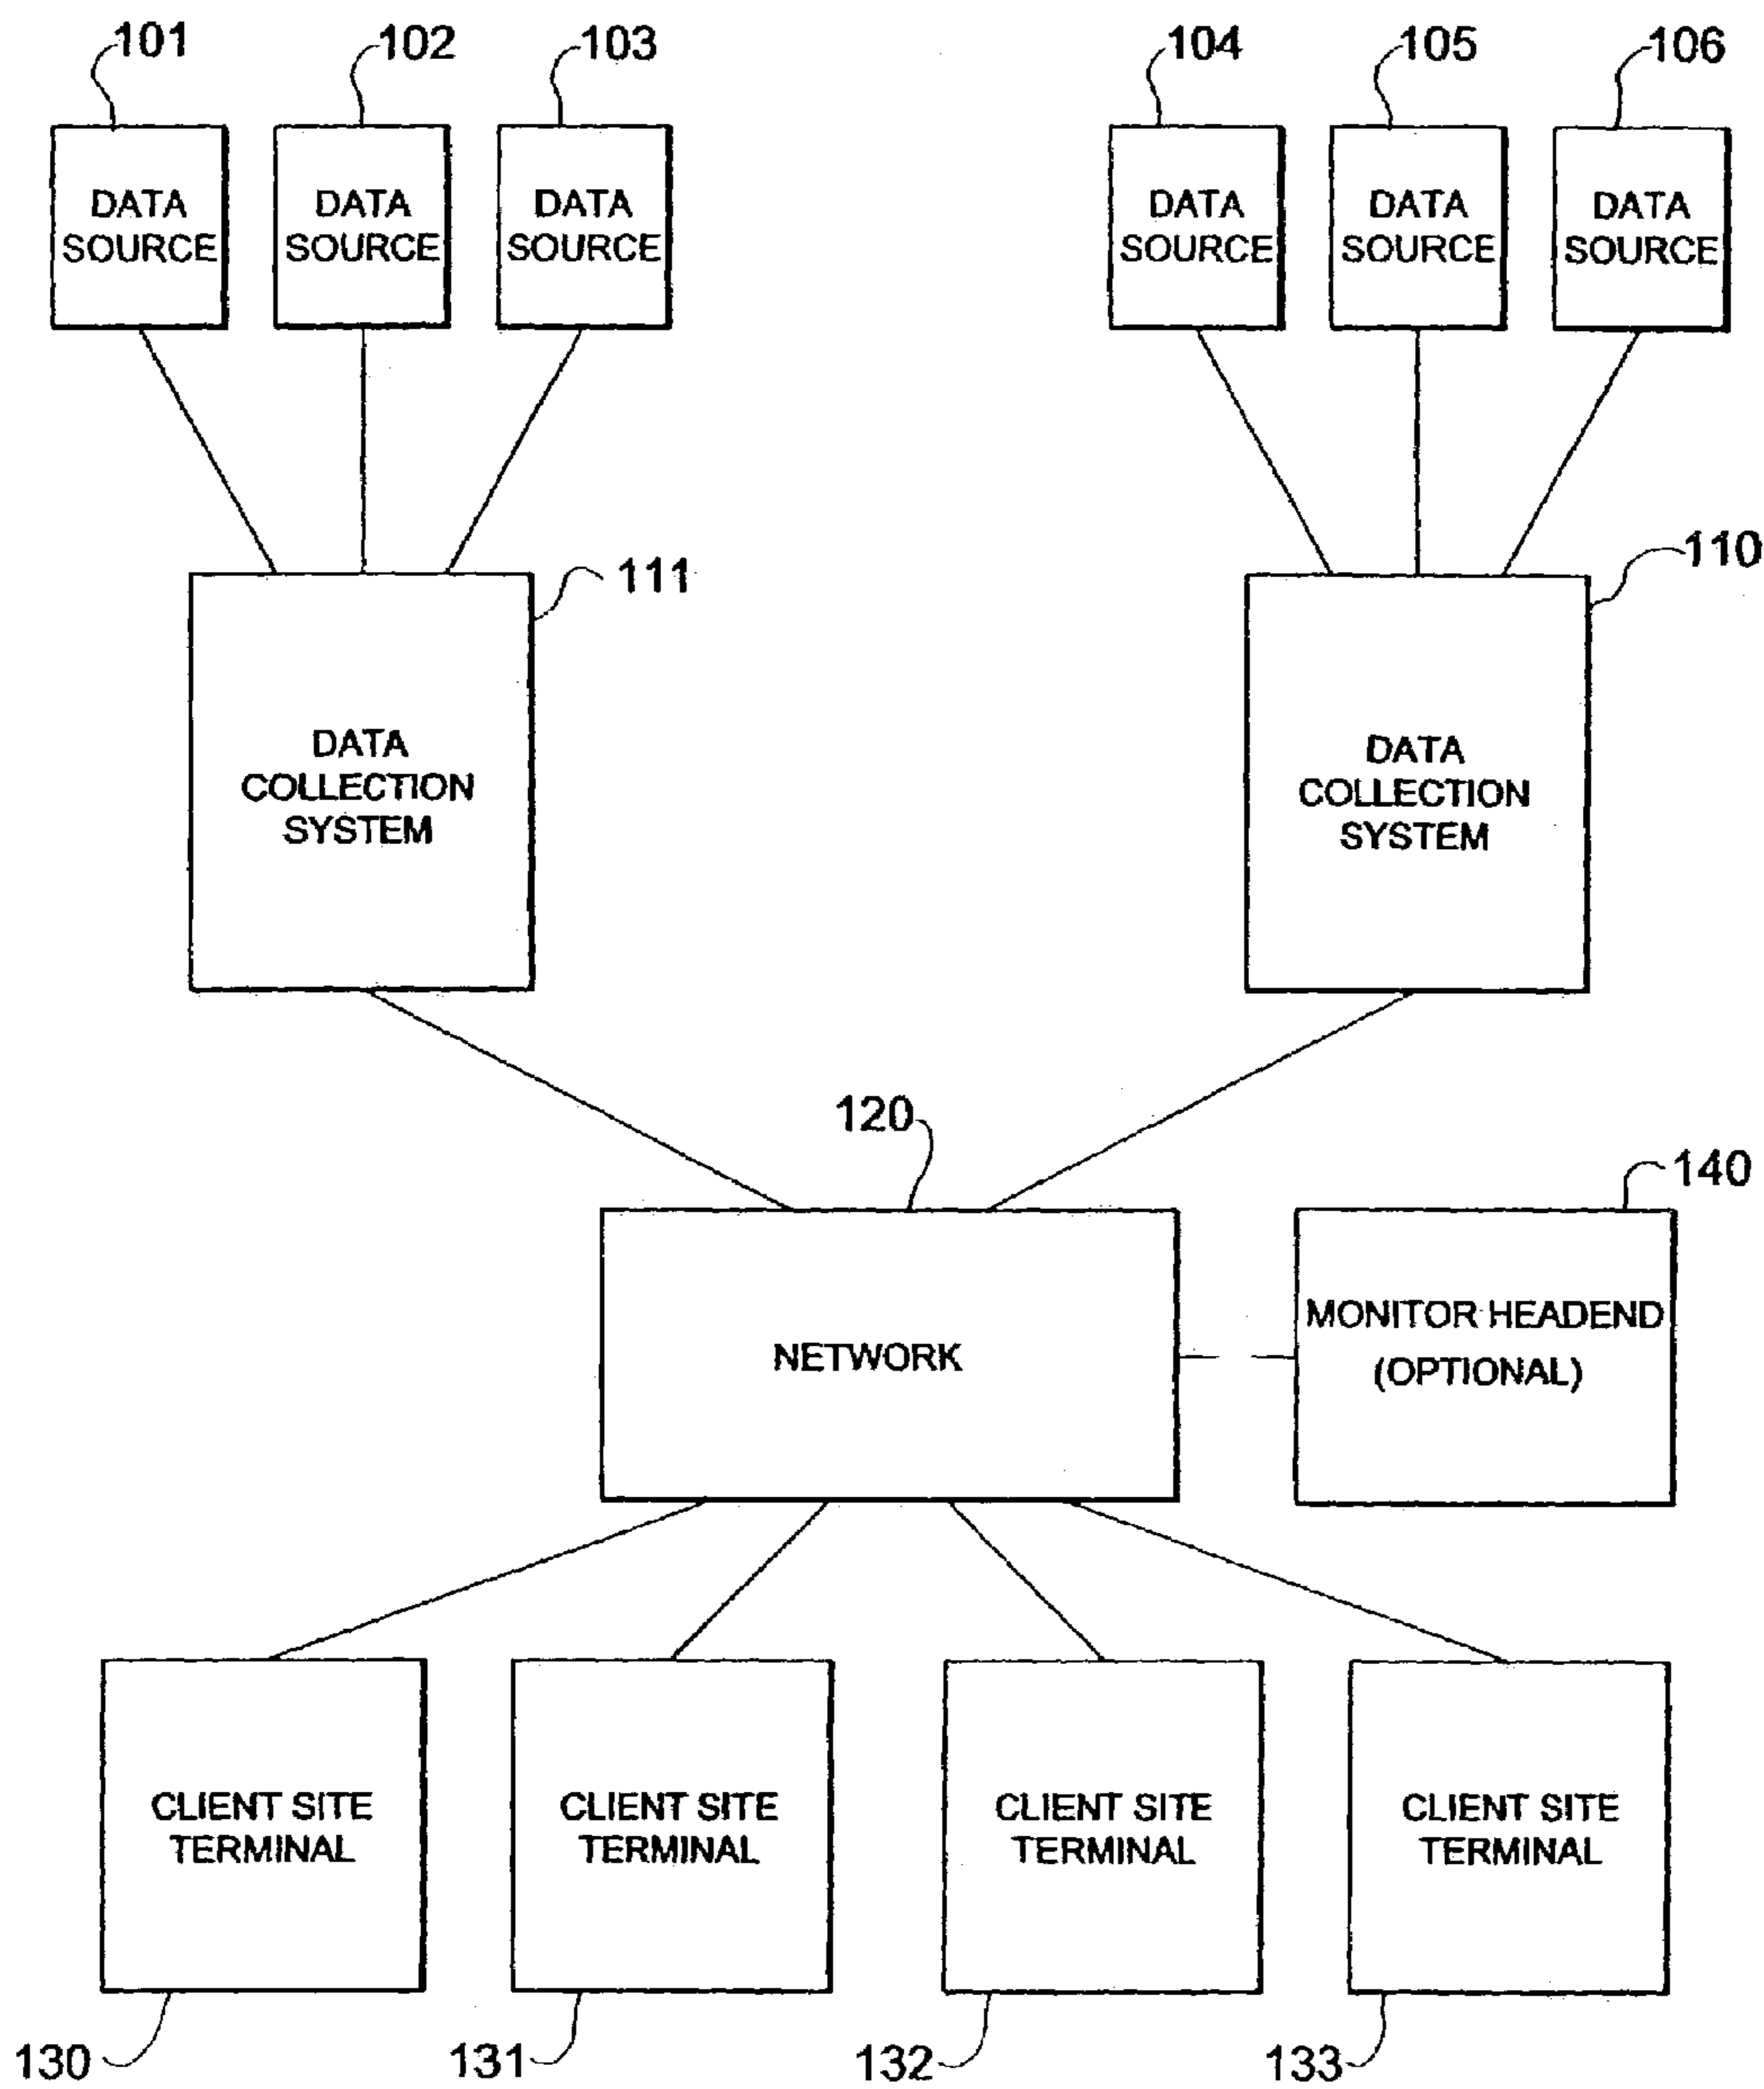 101
102
103
104
105
106
DATA
SOURCE
DATA
SOURCE
DATA
SOURCE
DATA
SOURCE
DATA
SOURCE
DATA
SOURCE
111
110
DATA
COLLECTION
SYSTEM
DATA
COLLECTION
SYSTEM
120
140
NETWORK
MONITOR HEADEND
(OPTIONAL)
CLIENT SITE
TERMINAL
CLIENT SITE
TERMINAL
CLIENT SITE
TERMINAL
CLIENT SITE
TERMINAL
130
131
132
133